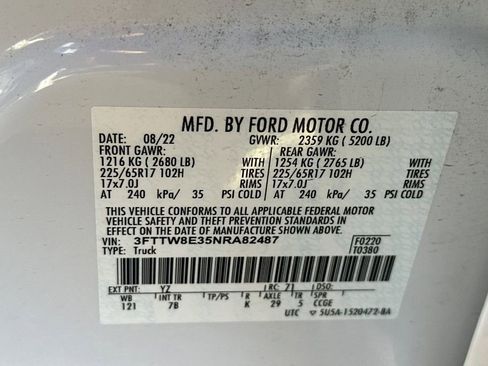 MFD. BY FORD MOTOR CO.
DATE: 08/22 GVWR: 2359 KG ( 5200 LB)
FRONT GAWR: REAR GAWR:
1216 KG ( 2680 LB) WITH 1254 KG ( 2765 LB) WITH
225/65R17 102H TIRES 225/65R17 102H TIRES
17x7.0J RIMS 17x7.0J RIMS
AT 240 kPa/ 35 PSI COLD AT 240 kPa/ 35 PSI COLD
THIS VEHICLE CONFORMS TO ALL APPLICABLE FEDERAL MOTOR
VEHICLE SAFETY AND THEFT PREVENTION STANDARDS IN
EFFECT ON THE DATE OF MANUFACTURE SHOWN ABOVE.
VIN: 3FTTW8E35NRA82487 F0220
TYPE: Truck T0380
EXT PNT: YZ RC: 71 DSO:
WB INT TR TP/PS R AXLE TR SPR
121 7B K 29 5 CCGE
UTC ▽ 5U5A-1520472-BA